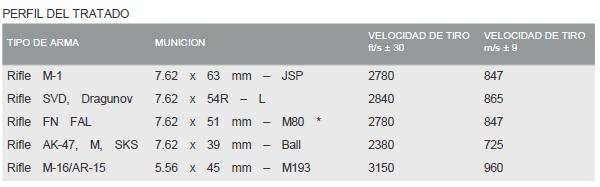 PERFIL DEL TRATADO
TIPO DE ARMA MUNICION VELOCIDAD DE TIRO ft/s ± 30 VELOCIDAD DE TIRO m/s ± 9
Rifle M-1 7.62 x 63 mm – JSP 2780 847
Rifle SVD, Dragunov 7.62 x 54R – L 2840 865
Rifle FN FAL 7.62 x 51 mm – M80 * 2780 847
Rifle AK-47, M, SKS 7.62 x 39 mm – Ball 2380 725
Rifle M-16/AR-15 5.56 x 45 mm – M193 3150 960